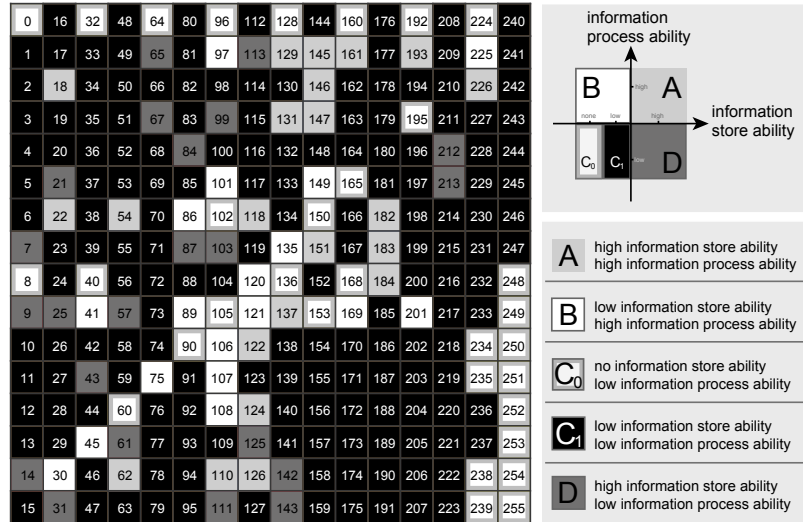 0 16 32 48 64 80 96 112 128 144 160 176 192 208 224 240
1 17 33 49 65 81 97 113 129 145 161 177 193 209 225 241
2 18 34 50 66 82 98 114 130 146 162 178 194 210 226 242
3 19 35 51 67 83 99 115 131 147 163 179 195 211 227 243
4 20 36 52 68 84 100 116 132 148 164 180 196 212 228 244
5 21 37 53 69 85 101 117 133 149 165 181 197 213 229 245
6 22 38 54 70 86 102 118 134 150 166 182 198 214 230 246
7 23 39 55 71 87 103 119 135 151 167 183 199 215 231 247
8 24 40 56 72 88 104 120 136 152 168 184 200 216 232 248
9 25 41 57 73 89 105 121 137 153 169 185 201 217 233 249
10 26 42 58 74 90 106 122 138 154 170 186 202 218 234 250
11 27 43 59 75 91 107 123 139 155 171 187 203 219 235 251
12 28 44 60 76 92 108 124 140 156 172 188 204 220 236 252
13 29 45 61 77 93 109 125 141 157 173 189 205 221 237 253
14 30 46 62 78 94 110 126 142 158 174 190 206 222 238 254
15 31 47 63 79 95 111 127 143 159 175 191 207 223 239 255
information
process ability
B high A
none low high
information
store ability
C0 C1 low D
A high information store ability
high information process ability
B low information store ability
high information process ability
C0 no information store ability
low information process ability
C1 low information store ability
low information process ability
D high information store ability
low information process ability